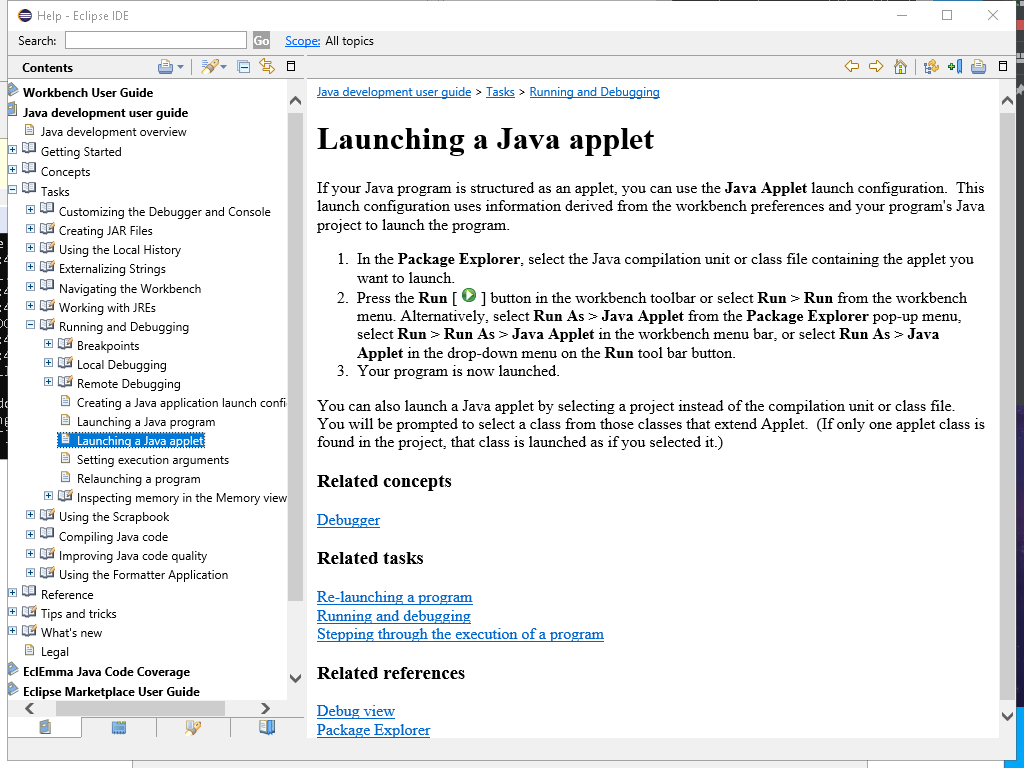 Help - Eclipse IDE
Search:
Go
Scope: All topics
Contents
Workbench User Guide
Java development user guide
Java development overview
Getting Started
Concepts
Tasks
Customizing the Debugger and Console
Creating JAR Files
Using the Local History
Externalizing Strings
Navigating the Workbench
Working with JREs
Running and Debugging
Breakpoints
Local Debugging
Remote Debugging
Creating a Java application launch confi
Launching a Java program
Launching a Java applet
Setting execution arguments
Relaunching a program
Inspecting memory in the Memory view
Using the Scrapbook
Compiling Java code
Improving Java code quality
Using the Formatter Application
Reference
Tips and tricks
What's new
Legal
EclEmma Java Code Coverage
Eclipse Marketplace User Guide
Java development user guide > Tasks > Running and Debugging
Launching a Java applet
If your Java program is structured as an applet, you can use the Java Applet launch configuration. This
launch configuration uses information derived from the workbench preferences and your program's Java
project to launch the program.
1. In the Package Explorer, select the Java compilation unit or class file containing the applet you
want to launch.
2. Press the Run [ ] button in the workbench toolbar or select Run > Run from the workbench
menu. Alternatively, select Run As > Java Applet from the Package Explorer pop-up menu,
select Run > Run As > Java Applet in the workbench menu bar, or select Run As > Java
Applet in the drop-down menu on the Run tool bar button.
3. Your program is now launched.
You can also launch a Java applet by selecting a project instead of the compilation unit or class file.
You will be prompted to select a class from those classes that extend Applet. (If only one applet class is
found in the project, that class is launched as if you selected it.)
Related concepts
Debugger
Related tasks
Re-launching a program
Running and debugging
Stepping through the execution of a program
Related references
Debug view
Package Explorer